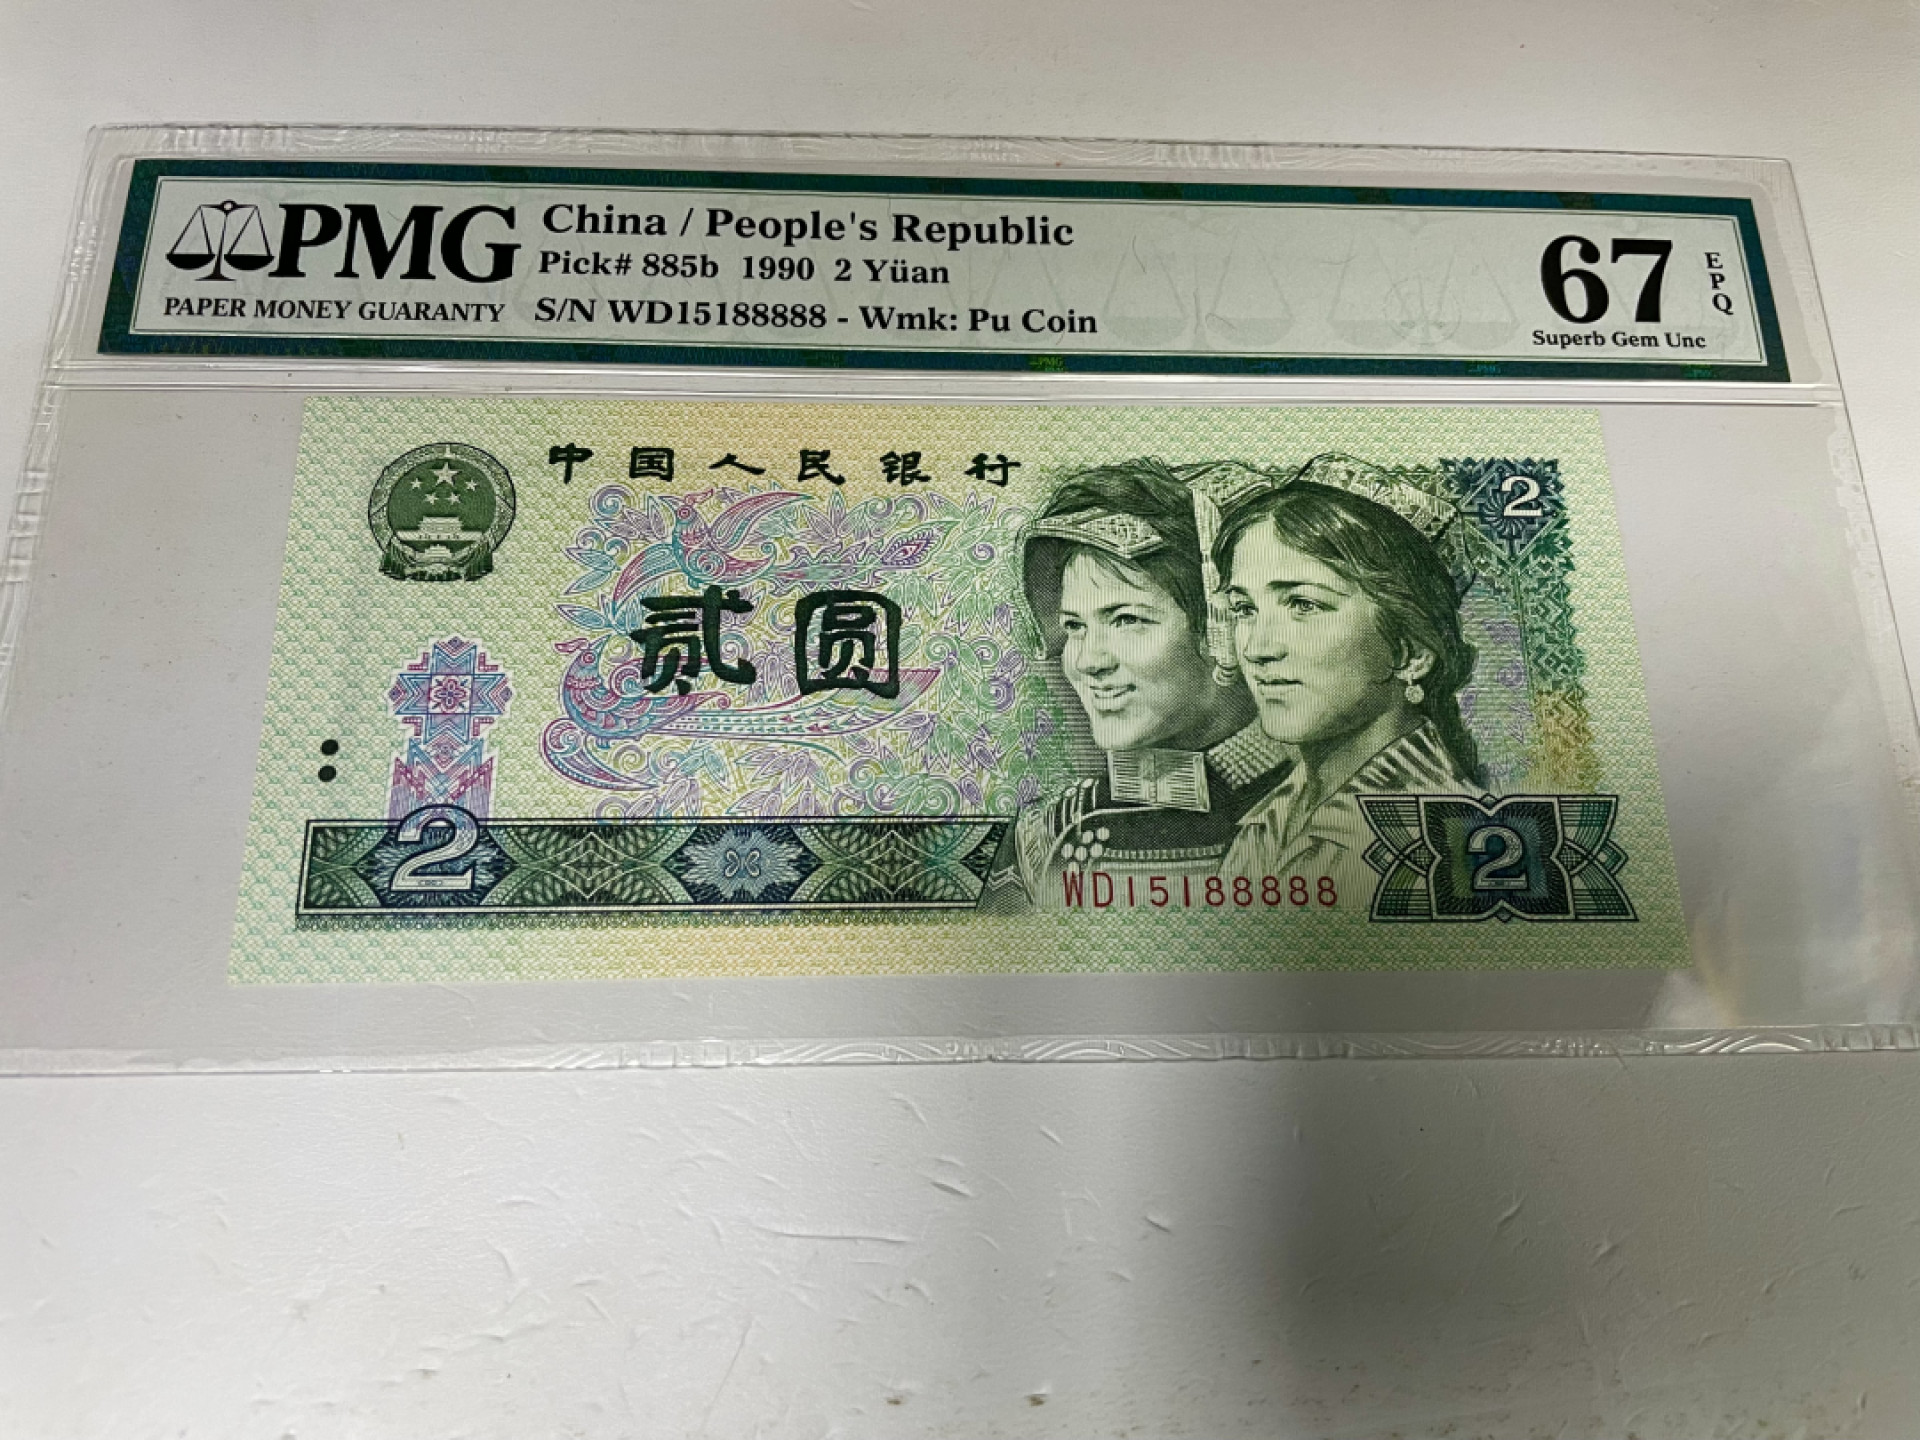 PMG
PAPER MONEY GUARANTY
China / People's Republic
Pick# 885b 1990 2 Yüan
S/N WD15188888 - Wmk: Pu Coin
67
EPQ
Superb Gem Unc
中国人民银行
2
贰圆
2
2
WD15188888